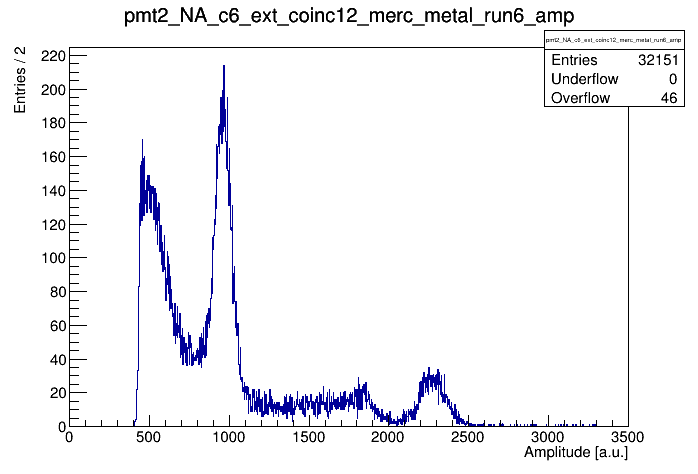 pmt2_NA_c6_ext_coinc12_merc_metal_run6_amp
pmt2_NA_c6_ext_coinc12_merc_metal_run6_amp
Entries 32151
Underflow 0
Overflow 46
Entries / 2
220
200
180
160
140
120
100
80
60
40
20
0
0 500 1000 1500 2000 2500 3000 3500
Amplitude [a.u.]